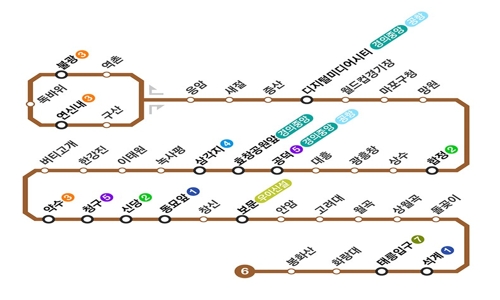 불광 3
역촌
독바위
연신내 3
구산
응암
새절
증산
디지털미디어시티 경의중앙 공항
월드컵경기장
마포구청
망원
버티고개
한강진
이태원
녹사평
삼각지 4
효창공원앞 경의중앙
공덕 5 경의중앙 공항
대흥
광흥창
상수
합정 2
약수 3
청구 5
신당 2
동묘앞 1
창신
보문 우이신설
안암
고려대
월곡
상월곡
돌곶이
6
봉화산
화랑대
태릉입구 7
석계 1